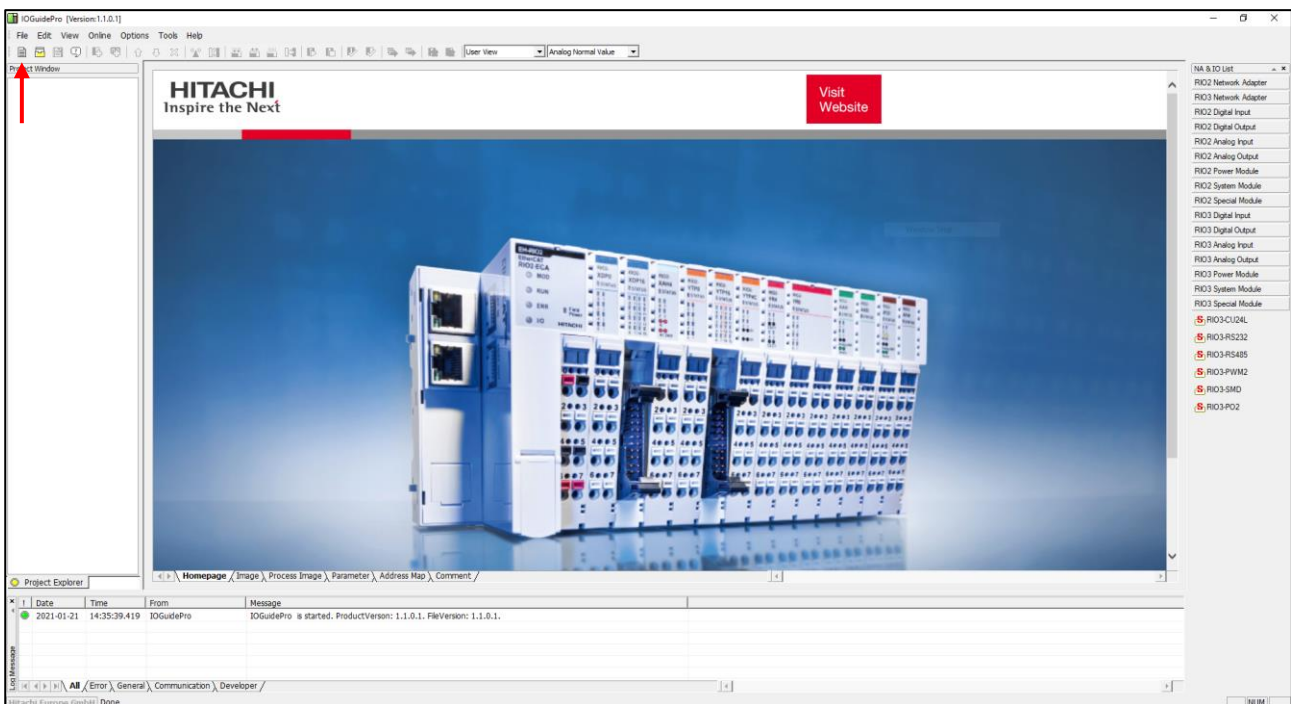 IOGuidePro [Version:1.1.0.1]
File Edit View Online Options Tools Help
User View Analog Normal Value
Project Window
NA & IO List
HITACHI
Inspire the Next
Visit
Website
RIO2 Network Adapter
RIO3 Network Adapter
RIO2 Digital Input
RIO2 Digital Output
RIO2 Analog Input
RIO2 Analog Output
RIO2 Power Module
RIO2 System Module
RIO2 Special Module
RIO3 Digital Input
RIO3 Digital Output
RIO3 Analog Input
RIO3 Analog Output
RIO3 Power Module
RIO3 System Module
RIO3 Special Module
RIO3-CU24L
RIO3-RS232
RIO3-RS485
RIO3-PWM2
RIO3-SMD
RIO3-PO2
EH-RIO2
EtherCAT
RIO2-ECA
MOD
RUN
ERR
I/O
HITACHI
Project Explorer
Homepage Image Process Image Parameter Address Map Comment
! Date Time From Message
2021-01-21 14:35:39.419 IOGuidePro IOGuidePro is started. ProductVerson: 1.1.0.1. FileVersion: 1.1.0.1.
Log Message
All Error General Communication Developer
Hitachi Europe GmbH Done
NUM